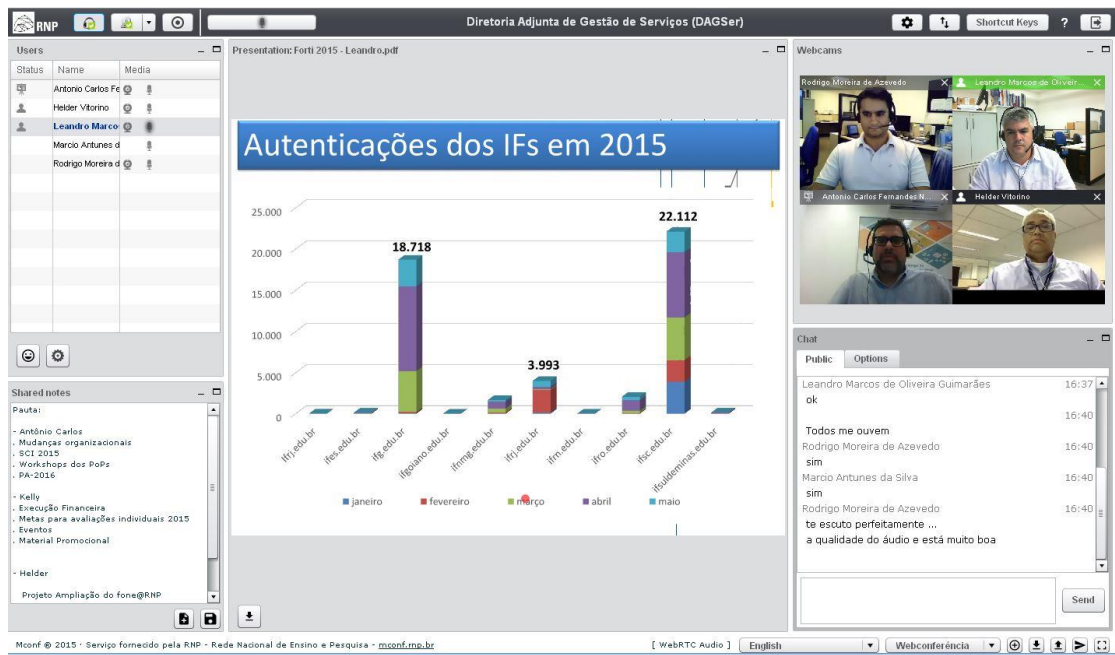 RNP
Diretoria Adjunta de Gestão de Serviços (DAGSer)
Shortcut Keys
?
Users
Status Name Media
Antonio Carlos Fe
Helder Vitorino
Leandro Marco
Marcio Antunes d
Rodrigo Moreira d
Shared notes
Pauta:
- Antônio Carlos
. Mudanças organizacionais
. SCI 2015
. Workshops dos PoPs
. PA-2016
- Kelly
. Execução Financeira
. Metas para avaliações individuais 2015
. Eventos
. Material Promocional
- Helder
Projeto Ampliação do fone@RNP
Presentation: Forti 2015 - Leandro.pdf
Autenticações dos IFs em 2015
25.000
20.000
15.000
10.000
5.000
0
18.718
3.993
22.112
ifrj.edu.br
ifes.edu.br
ifg.edu.br
ifgoiano.edu.br
ifnmg.edu.br
ifrj.edu.br
ifrn.edu.br
ifro.edu.br
ifsc.edu.br
ifsuldeminas.edu.br
janeiro fevereiro março abril maio
Webcams
Rodrigo Moreira de Azevedo
Leandro Marcos de Oliveir...
Antonio Carlos Fernandes N...
Helder Vitorino
Chat
Public Options
Leandro Marcos de Oliveira Guimarães 16:37
ok
16:40
Todos me ouvem
Rodrigo Moreira de Azevedo 16:40
sim
Marcio Antunes da Silva 16:40
sim
Rodrigo Moreira de Azevedo 16:40
te escuto perfeitamente ...
a qualidade do áudio e está muito boa
Send
Mconf © 2015 · Serviço fornecido pela RNP - Rede Nacional de Ensino e Pesquisa - mconf.rnp.br
[ WebRTC Audio ] English Webconferência